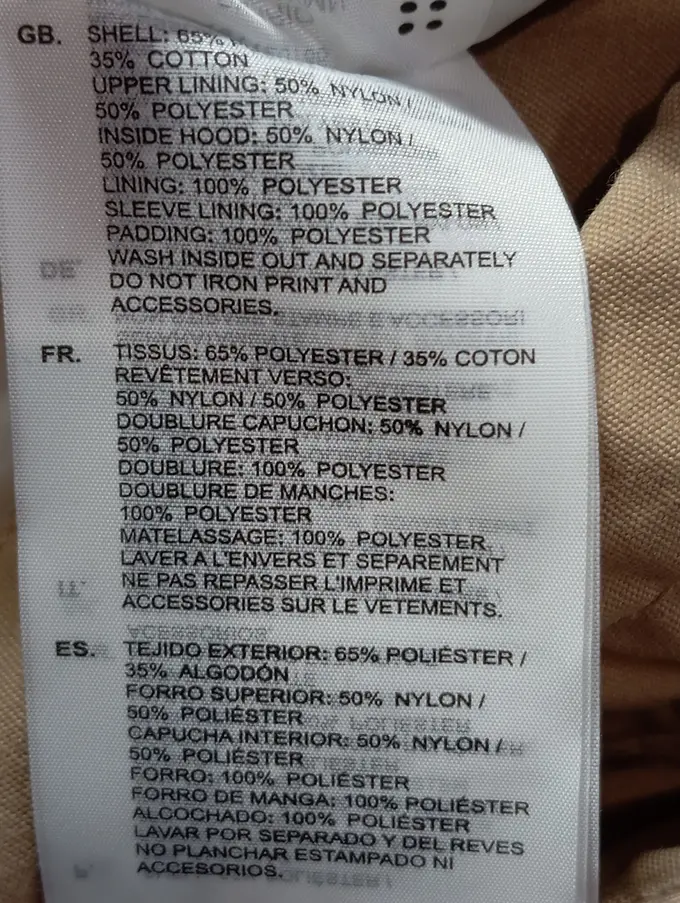 GB. SHELL: 65%
35% COTTON
UPPER LINING: 50% NYLON /
50% POLYESTER
INSIDE HOOD: 50% NYLON /
50% POLYESTER
LINING: 100% POLYESTER
SLEEVE LINING: 100% POLYESTER
PADDING: 100% POLYESTER
WASH INSIDE OUT AND SEPARATELY
DO NOT IRON PRINT AND
ACCESSORIES.
FR. TISSUS: 65% POLYESTER / 35% COTON
REVÊTEMENT VERSO:
50% NYLON / 50% POLYESTER
DOUBLURE CAPUCHON: 50% NYLON /
50% POLYESTER
DOUBLURE: 100% POLYESTER
DOUBLURE DE MANCHES:
100% POLYESTER
MATELASSAGE: 100% POLYESTER
LAVER A L'ENVERS ET SEPAREMENT
NE PAS REPASSER L'IMPRIME ET
ACCESSORIES SUR LE VETEMENTS.
ES. TEJIDO EXTERIOR: 65% POLIÉSTER /
35% ALGODÓN
FORRO SUPERIOR: 50% NYLON /
50% POLIÉSTER
CAPUCHA INTERIOR: 50% NYLON /
50% POLIÉSTER
FORRO: 100% POLIÉSTER
FORRO DE MANGA: 100% POLIÉSTER
ALCOCHADO: 100% POLIÉSTER
LAVAR POR SEPARADO Y DEL REVES
NO PLANCHAR ESTAMPADO NI
ACCESORIOS.